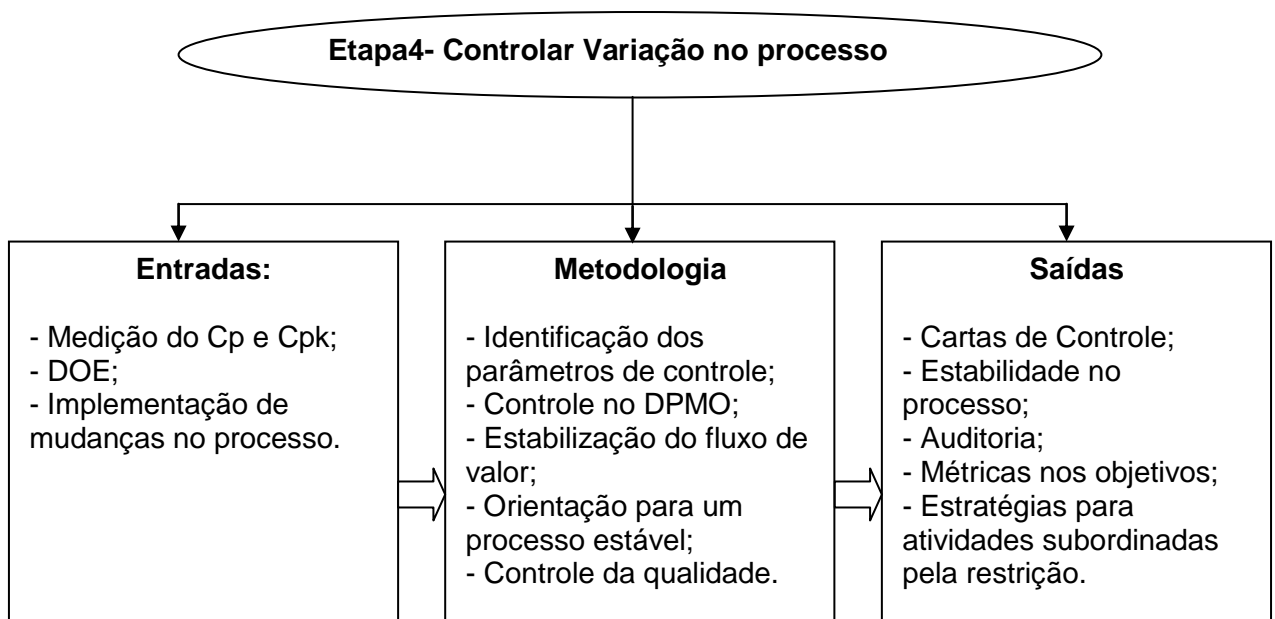 Etapa4- Controlar Variação no processo
Entradas:
- Medição do Cp e Cpk;
- DOE;
- Implementação de
mudanças no processo.
Metodologia
- Identificação dos
parâmetros de controle;
- Controle no DPMO;
- Estabilização do fluxo de
valor;
- Orientação para um
processo estável;
- Controle da qualidade.
Saídas
- Cartas de Controle;
- Estabilidade no
processo;
- Auditoria;
- Métricas nos objetivos;
- Estratégias para
atividades subordinadas
pela restrição.